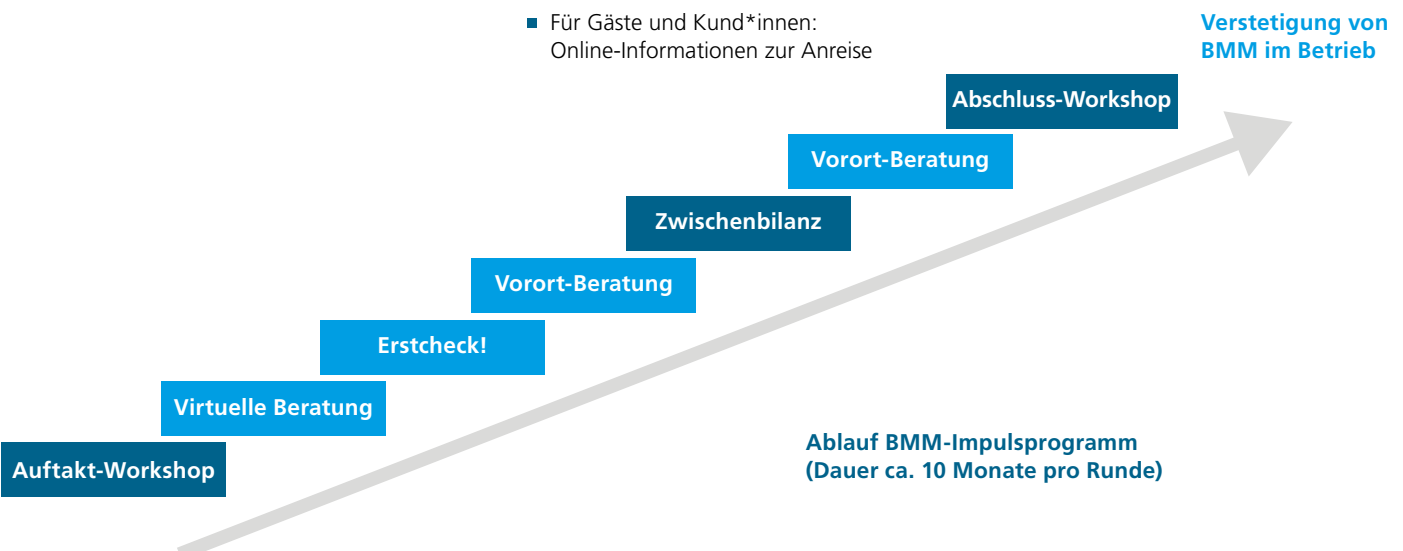 Für Gäste und Kund*innen:
Online-Informationen zur Anreise
Verstetigung von
BMM im Betrieb
Abschluss-Workshop
Vorort-Beratung
Zwischenbilanz
Vorort-Beratung
Erstcheck!
Virtuelle Beratung
Auftakt-Workshop
Ablauf BMM-Impulsprogramm
(Dauer ca. 10 Monate pro Runde)